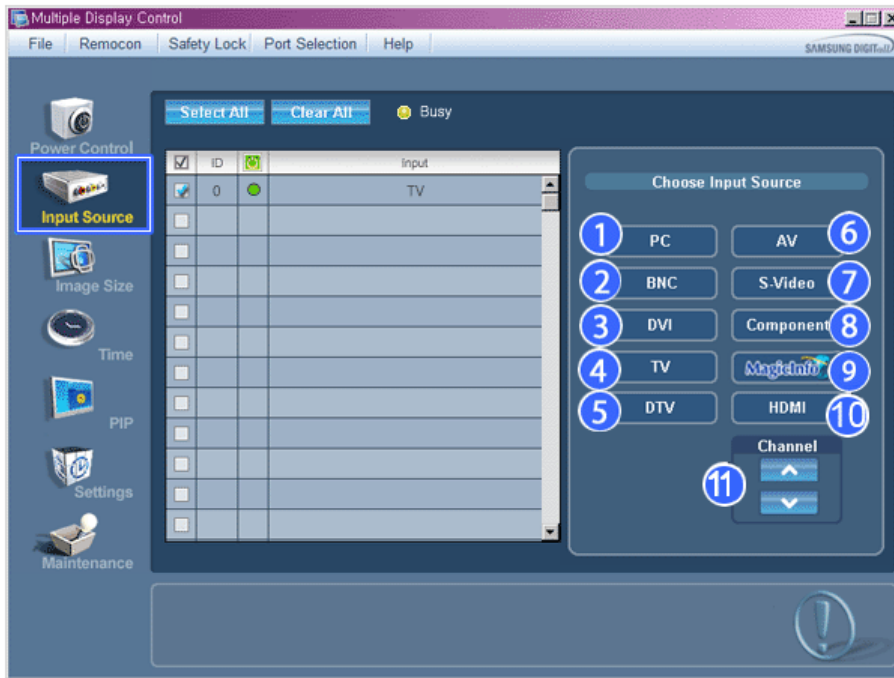 Multiple Display Control
File Remocon Safety Lock Port Selection Help
SAMSUNG DIGITall
Select All Clear All Busy
Power Control
Input Source
Image Size
Time
PIP
Settings
Maintenance
ID Input
0 TV
Choose Input Source
1 PC AV 6
2 BNC S-Video 7
3 DVI Component 8
4 TV MagicInfo 9
5 DTV HDMI 10
Channel
11